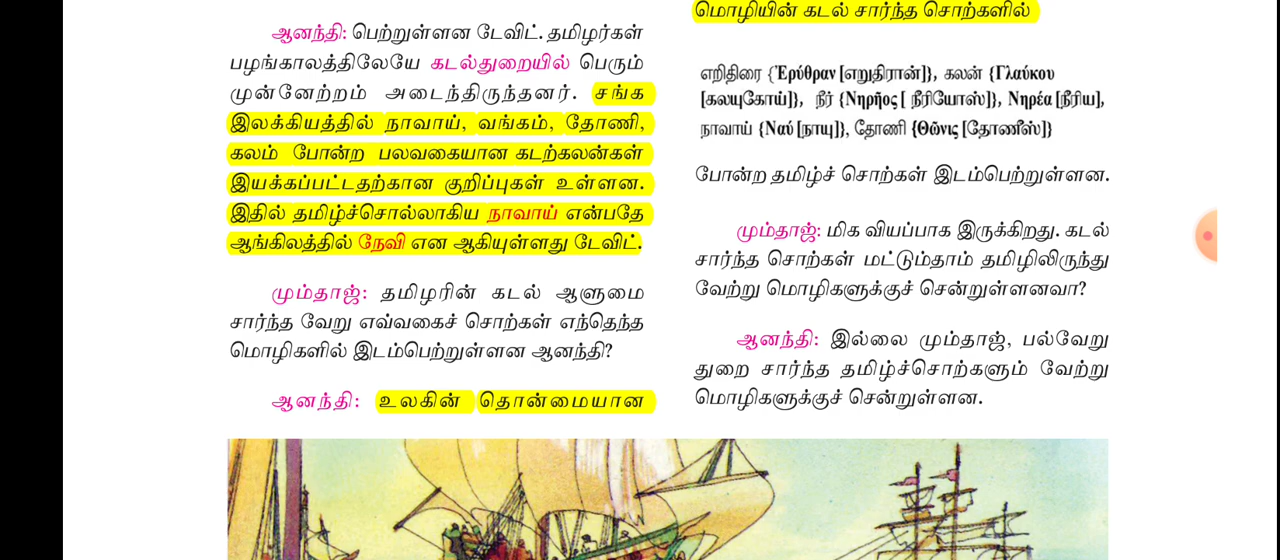 ஆனந்தி: பெற்றுள்ளன டேவிட். தமிழர்கள்
பழங்காலத்திலேயே கடல்துறையில் பெரும்
முன்னேற்றம் அடைந்திருந்தனர். சங்க
இலக்கியத்தில் நாவாய், வங்கம், தோணி,
கலம் போன்ற பலவகையான கடற்கலன்கள்
இயக்கப்பட்டதற்கான குறிப்புகள் உள்ளன.
இதில் தமிழ்ச்சொல்லாகிய நாவாய் என்பதே
ஆங்கிலத்தில் நேவி என ஆகியுள்ளது டேவிட்.
மும்தாஜ்: தமிழரின் கடல் ஆளுமை
சார்ந்த வேறு எவ்வகைச் சொற்கள் எந்தெந்த
மொழிகளில் இடம்பெற்றுள்ளன ஆனந்தி?
ஆனந்தி: உலகின் தொன்மையான
மொழியின் கடல் சார்ந்த சொற்களில்
எறிதிரை {Ἐρύθραν [எறுதிரான்]}, கலன் {Γλαύκου
[கலயுகோய்]}, நீர் {Νηρῆος [ நீரியோஸ்]}, Νηρέα [நீரிய],
நாவாய் {Ναύ [நாயு]}, தோணி {Θῶνις [தோணீஸ்]}
போன்ற தமிழ்ச் சொற்கள் இடம்பெற்றுள்ளன.
மும்தாஜ்: மிக வியப்பாக இருக்கிறது. கடல்
சார்ந்த சொற்கள் மட்டும்தாம் தமிழிலிருந்து
வேற்று மொழிகளுக்குச் சென்றுள்ளனவா?
ஆனந்தி: இல்லை மும்தாஜ், பல்வேறு
துறை சார்ந்த தமிழ்ச்சொற்களும் வேற்று
மொழிகளுக்குச் சென்றுள்ளன.